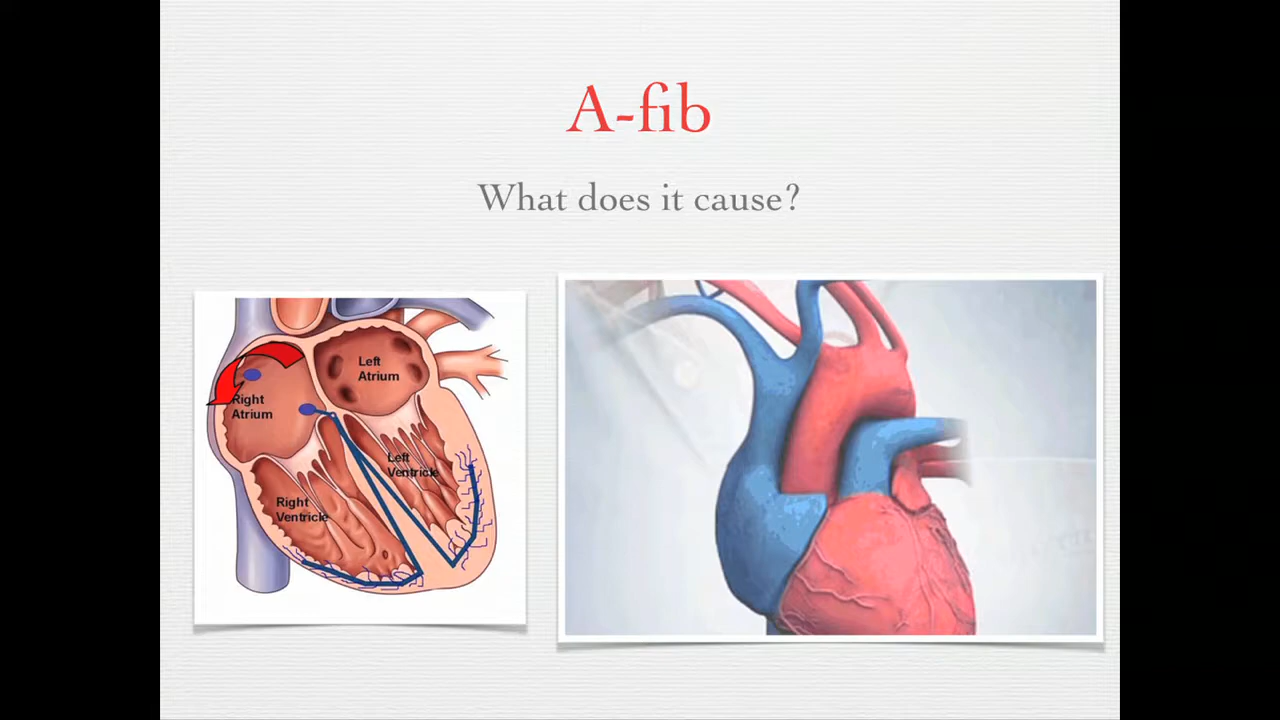 A-fib
What does it cause?
Left
Atrium
Right
Atrium
Left
Ventricle
Right
Ventricle